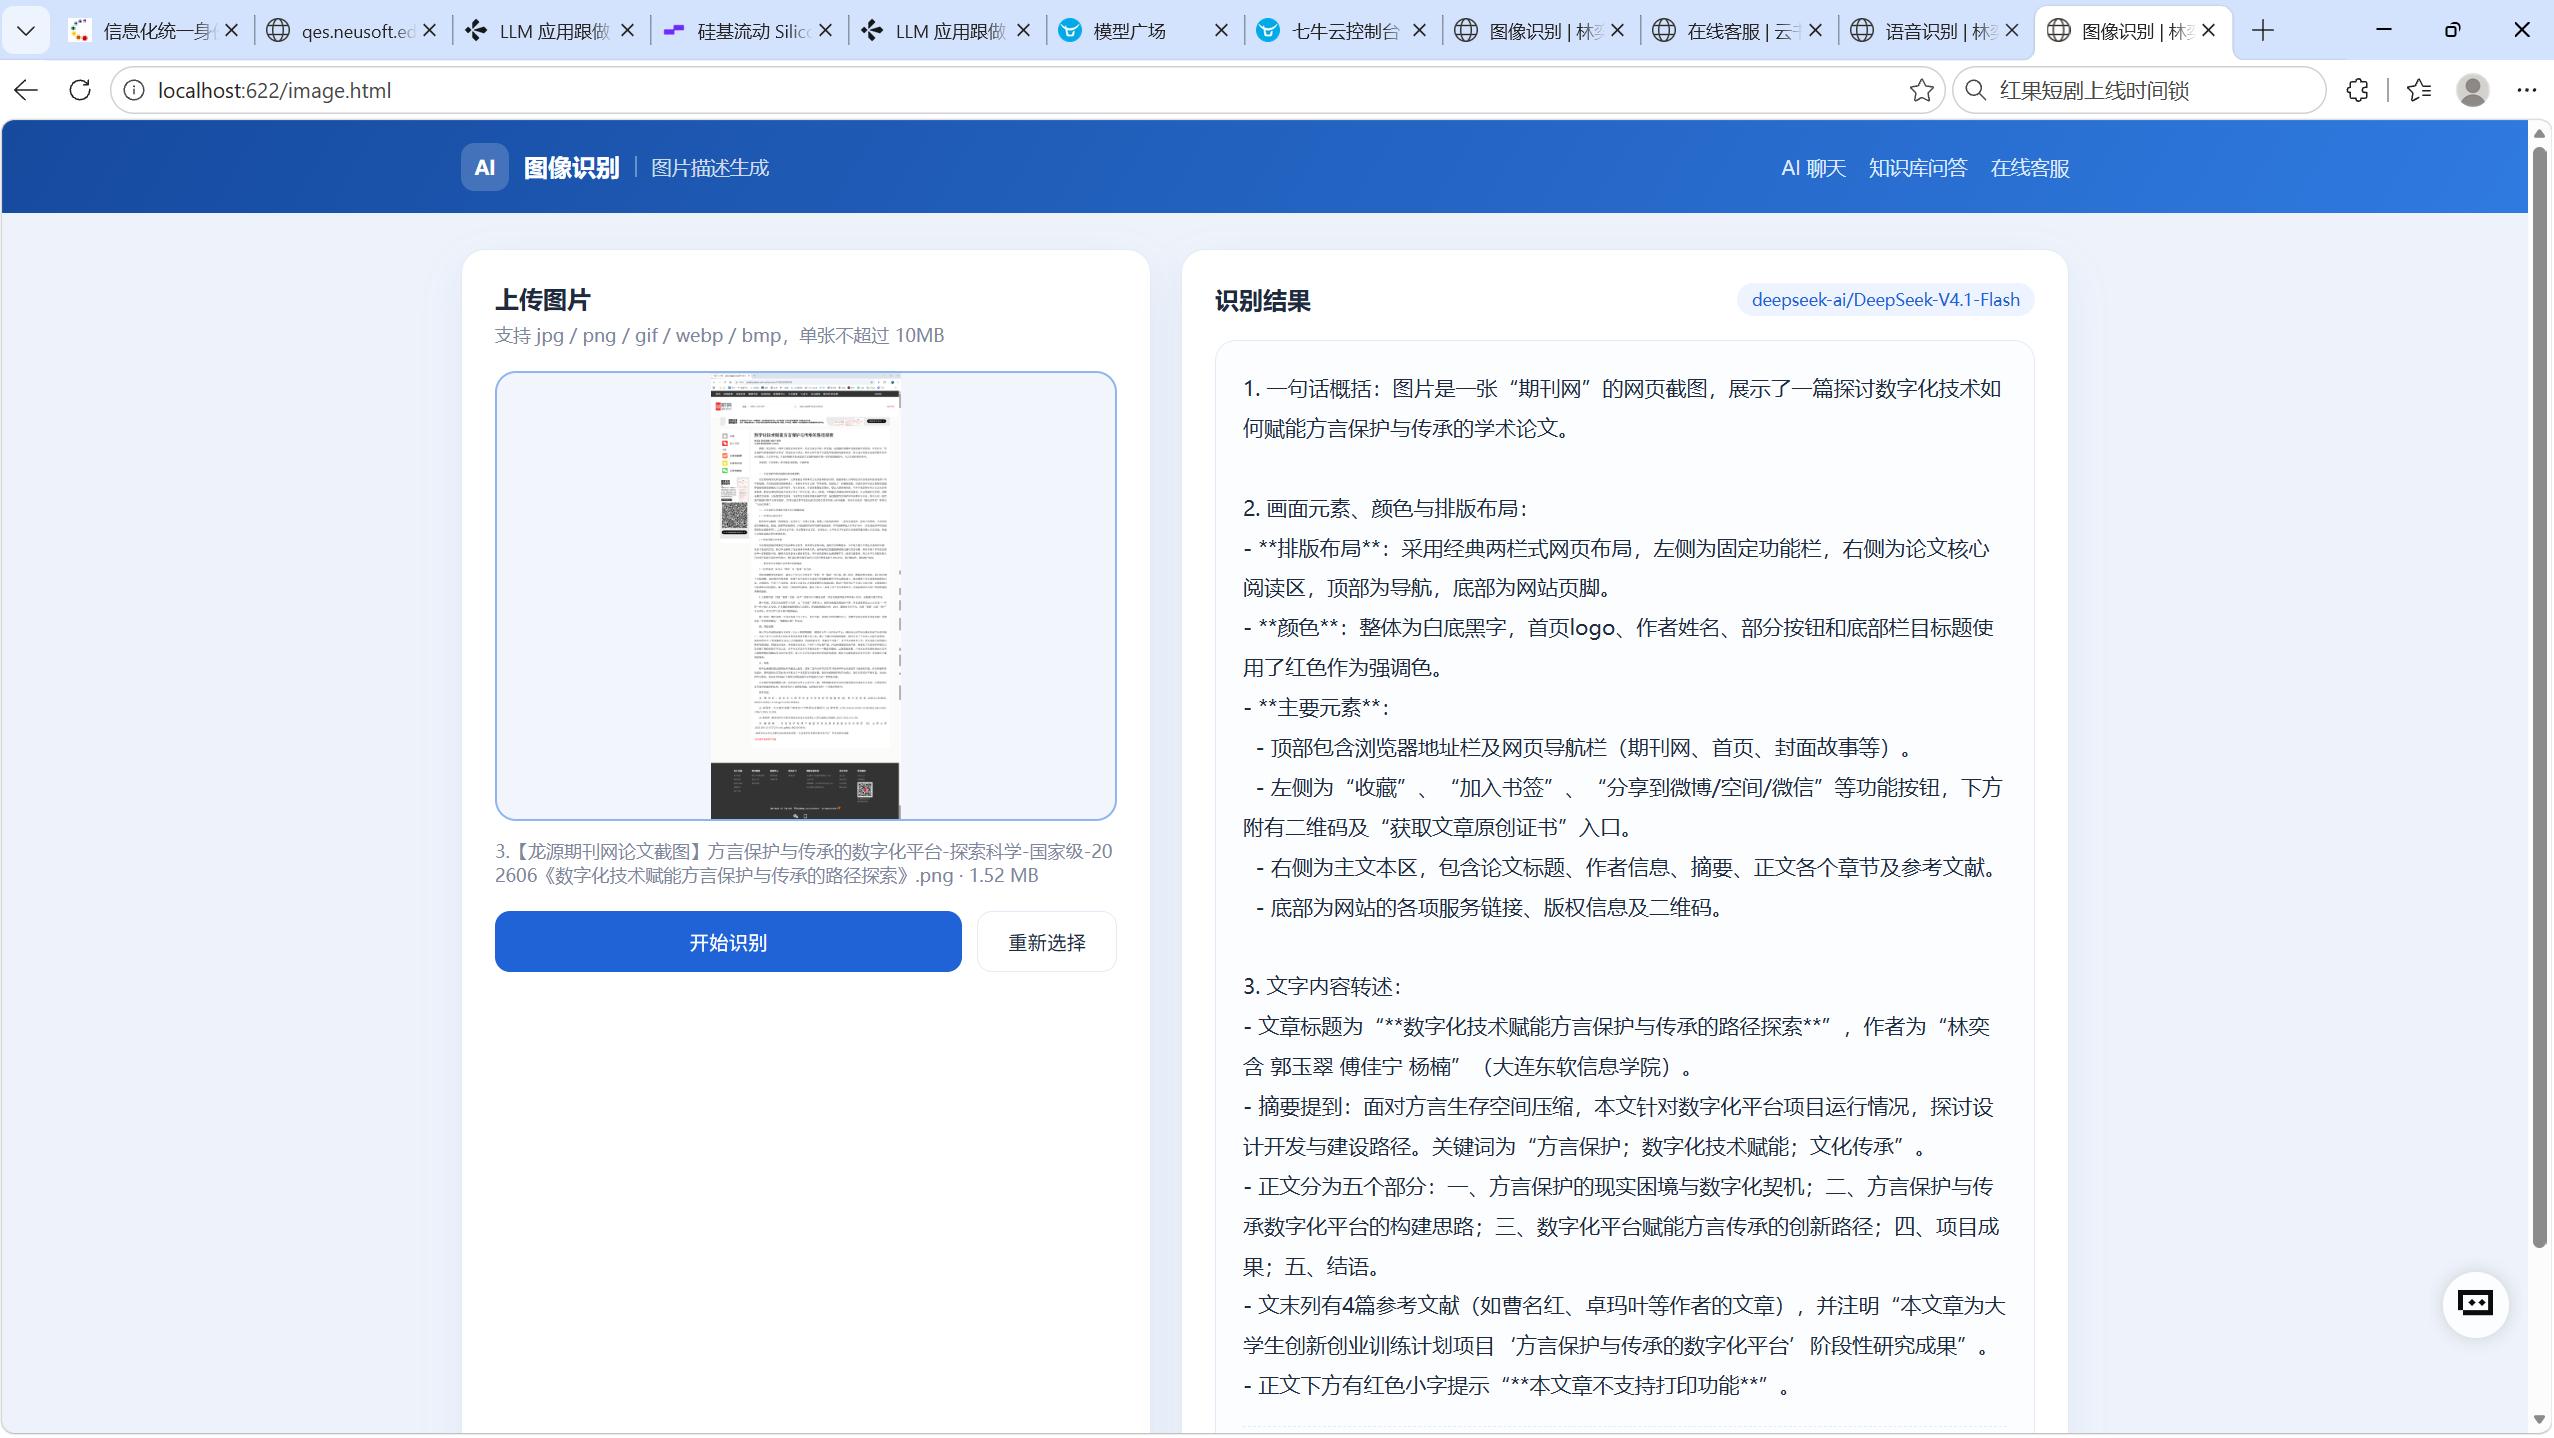 信息化统一身份
qes.neusoft.ed
LLM 应用跟做
硅基流动 Silico
LLM 应用跟做
模型广场
七牛云控制台
图像识别 | 林奕
在线客服 | 云书
语音识别 | 林奕
图像识别 | 林奕
localhost:622/image.html
红果短剧上线时间锁
AI
图像识别
图片描述生成
AI 聊天
知识库问答
在线客服
上传图片
支持 jpg / png / gif / webp / bmp，单张不超过 10MB
3.【龙源期刊网论文截图】方言保护与传承的数字化平台-探索科学-国家级-20
2606《数字化技术赋能方言保护与传承的路径探索》.png · 1.52 MB
开始识别
重新选择
识别结果
deepseek-ai/DeepSeek-V4.1-Flash
1. 一句话概括：图片是一张“期刊网”的网页截图，展示了一篇探讨数字化技术如
何赋能方言保护与传承的学术论文。
2. 画面元素、颜色与排版布局：
- **排版布局**：采用经典两栏式网页布局，左侧为固定功能栏，右侧为论文核心
阅读区，顶部为导航，底部为网站页脚。
- **颜色**：整体为白底黑字，首页logo、作者姓名、部分按钮和底部栏目标题使
用了红色作为强调色。
- **主要元素**：
- 顶部包含浏览器地址栏及网页导航栏（期刊网、首页、封面故事等）。
- 左侧为“收藏”、“加入书签”、“分享到微博/空间/微信”等功能按钮，下方
附有二维码及“获取文章原创证书”入口。
- 右侧为主文本区，包含论文标题、作者信息、摘要、正文各个章节及参考文献。
- 底部为网站的各项服务链接、版权信息及二维码。
3. 文字内容转述：
- 文章标题为“**数字化技术赋能方言保护与传承的路径探索**”，作者为“林奕
含 郭玉翠 傅佳宁 杨楠”（大连东软信息学院）。
- 摘要提到：面对方言生存空间压缩，本文针对数字化平台项目运行情况，探讨设
计开发与建设路径。关键词为“方言保护；数字化技术赋能；文化传承”。
- 正文分为五个部分：一、方言保护的现实困境与数字化契机；二、方言保护与传
承数字化平台的构建思路；三、数字化平台赋能方言传承的创新路径；四、项目成
果；五、结语。
- 文末列有4篇参考文献（如曹名红、卓玛叶等作者的文章），并注明“本文章为大
学生创新创业训练计划项目‘方言保护与传承的数字化平台’阶段性研究成果”。
- 正文下方有红色小字提示“**本文章不支持打印功能**”。